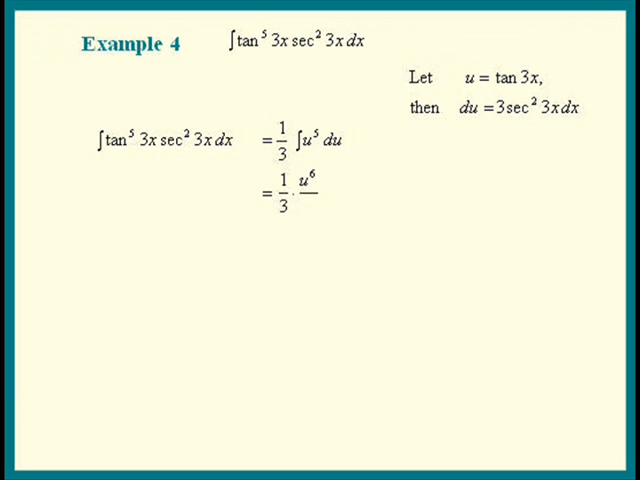 Example 4 ∫tan⁵ 3x sec² 3x dx
Let u = tan 3x,
then du = 3 sec² 3x dx
∫tan⁵ 3x sec² 3x dx = 1/3 ∫u⁵ du
= 1/3 · u⁶